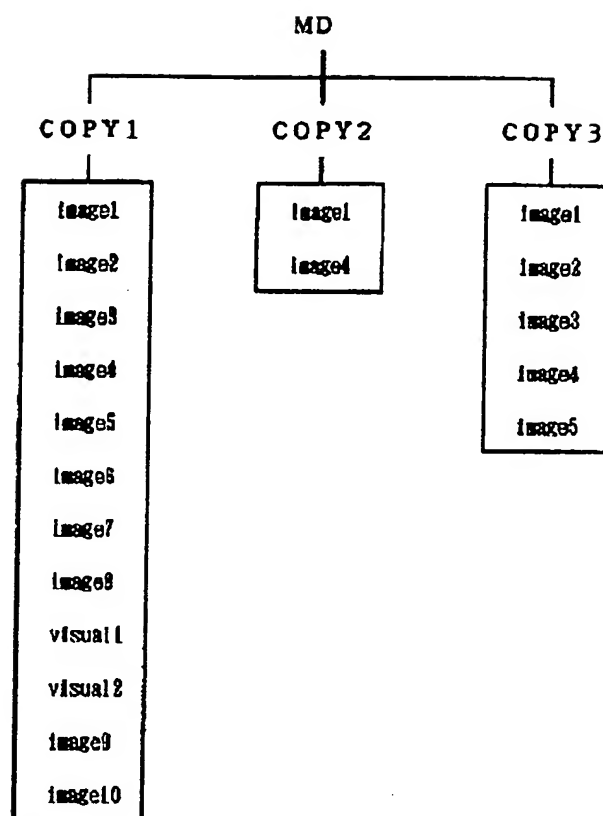 MD
COPY1
COPY2
COPY3
image1
image2
image3
image4
image5
image6
image7
image8
visual1
visual2
image9
image10
image1
image4
image1
image2
image3
image4
image5